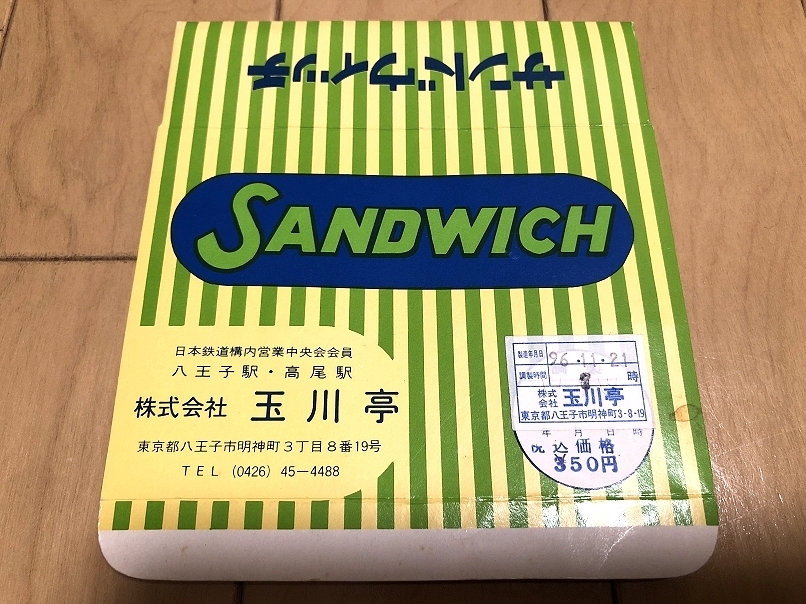 サンドウィッチ
SANDWICH
日本鉄道構内営業中央会会員
八王子駅・高尾駅
株式会社 玉川亭
東京都八王子市明神町3丁目8番19号
TEL (0426) 45-4488
製造年月日 96.11.21
調製時間 時
株式会社 玉川亭
東京都八王子市明神町3-8-19
年 月 日 時
税込価格
350円